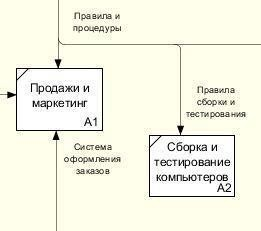 Правила и
процедуры
Продажи и
маркетинг
A1
Правила
сборки и
тестирования
Система
оформления
заказов
Сборка и
тестирование
компьютеров
A2